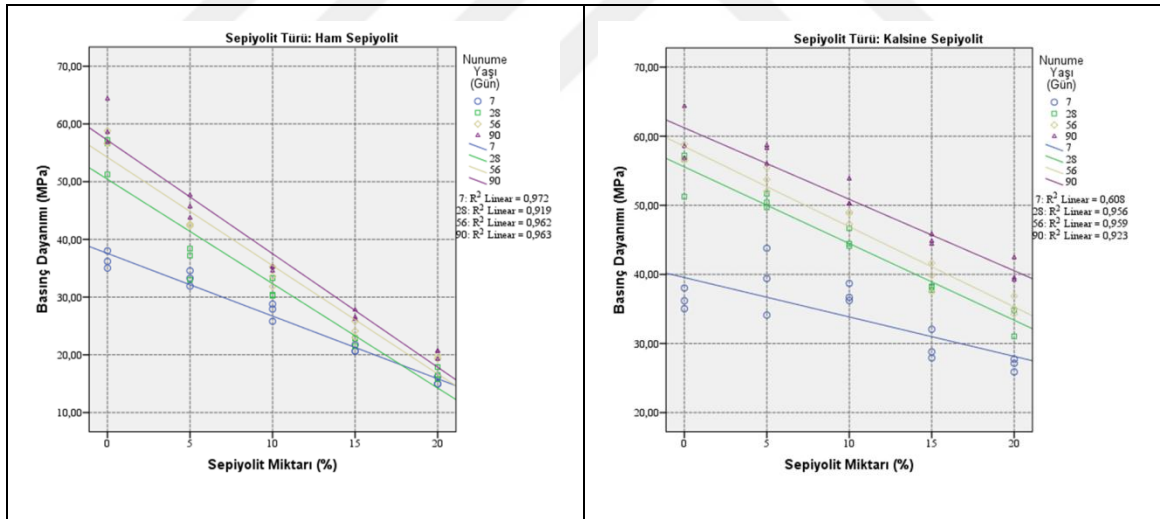 Sepiyolit Türü: Ham Sepiyolit
70,00
60,00
50,00
40,00
30,00
20,00
10,00
Basınç Dayanımı (MPa)
0 5 10 15 20
Sepiyolit Miktarı (%)
Nunume
Yaşı
(Gün)
7
28
56
90
7
28
56
90
7: R² Linear = 0,972
28: R² Linear = 0,919
56: R² Linear = 0,962
90: R² Linear = 0,963
Sepiyolit Türü: Kalsine Sepiyolit
70,00
60,00
50,00
40,00
30,00
20,00
Basınç Dayanımı (MPa)
0 5 10 15 20
Sepiyolit Miktarı (%)
Nunume
Yaşı
(Gün)
7
28
56
90
7
28
56
90
7: R² Linear = 0,608
28: R² Linear = 0,956
56: R² Linear = 0,959
90: R² Linear = 0,923